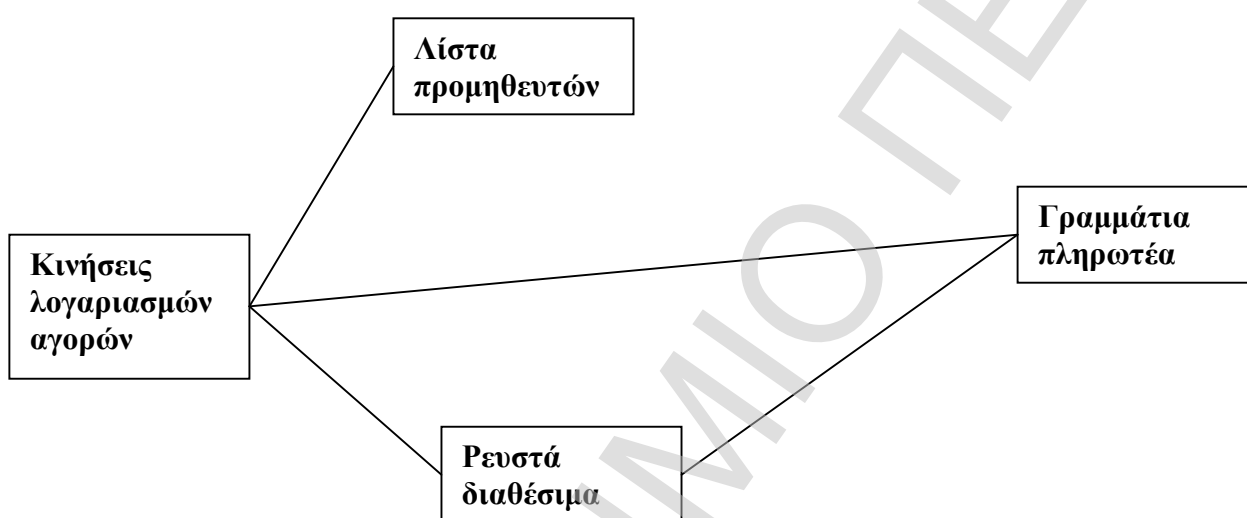 Λίστα
προμηθευτών
Γραμμάτια
πληρωτέα
Κινήσεις
λογαριασμών
αγορών
Ρευστά
διαθέσιμα